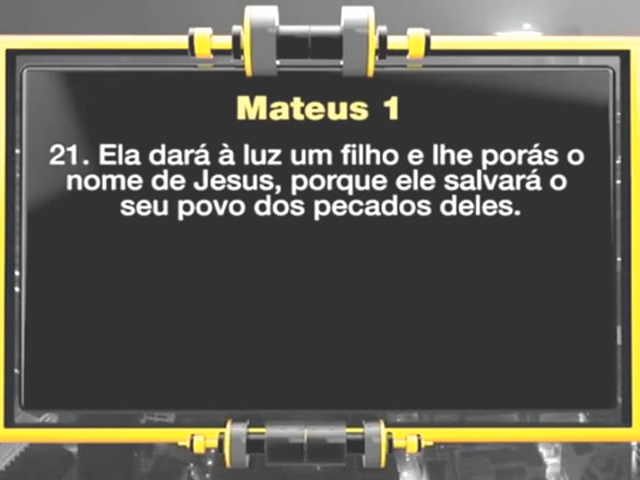 Mateus 1
21. Ela dará à luz um filho e lhe porás o
nome de Jesus, porque ele salvará o
seu povo dos pecados deles.